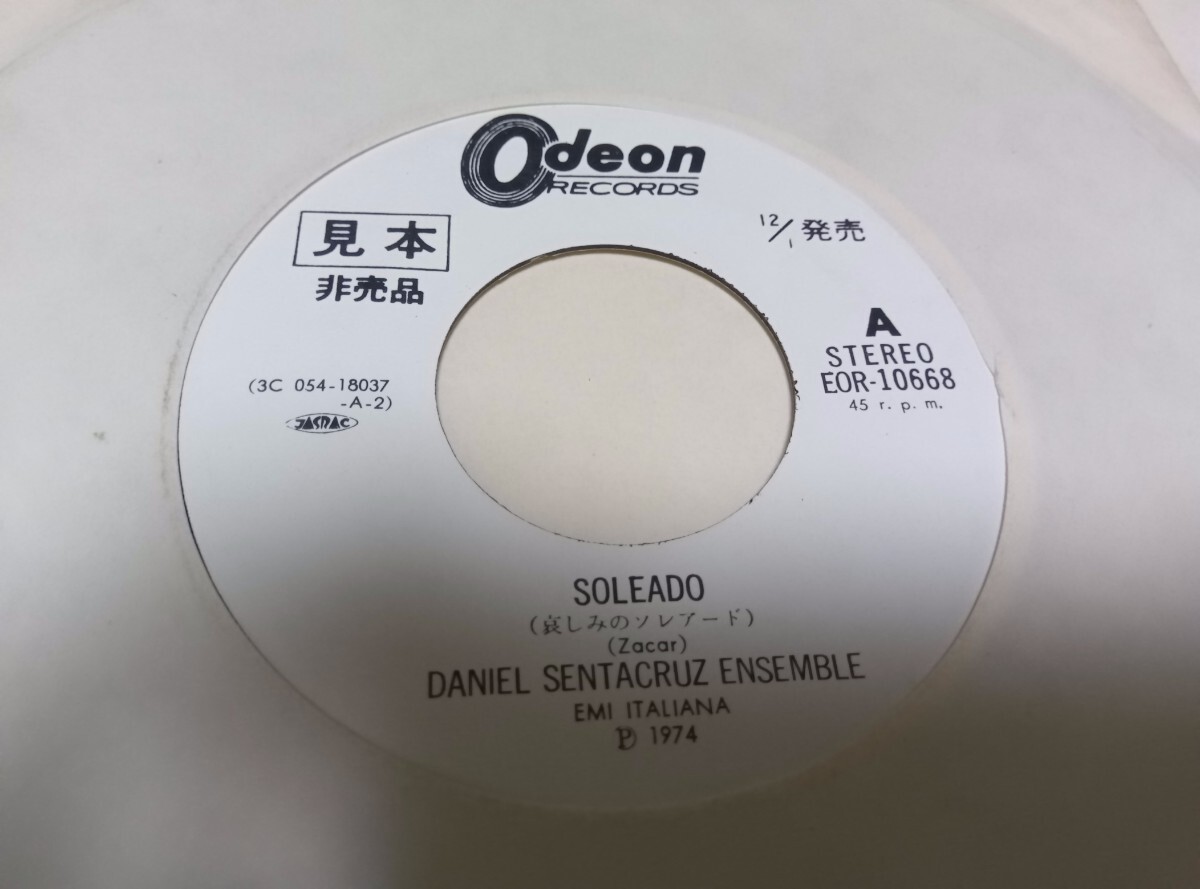 Odeon
RECORDS
見本
非売品
12/1 発売
A
STEREO
EOR-10668
45 r. p. m.
(3C 054-18037
-A-2)
JASRAC
SOLEADO
(哀しみのソレアード)
(Zacar)
DANIEL SENTACRUZ ENSEMBLE
EMI ITALIANA
Ⓟ 1974